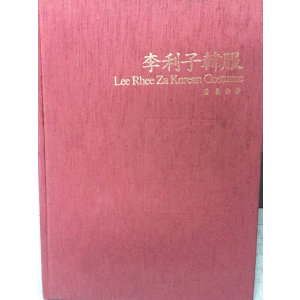 李利子韓服
Lee Rhee Za Korean Costume